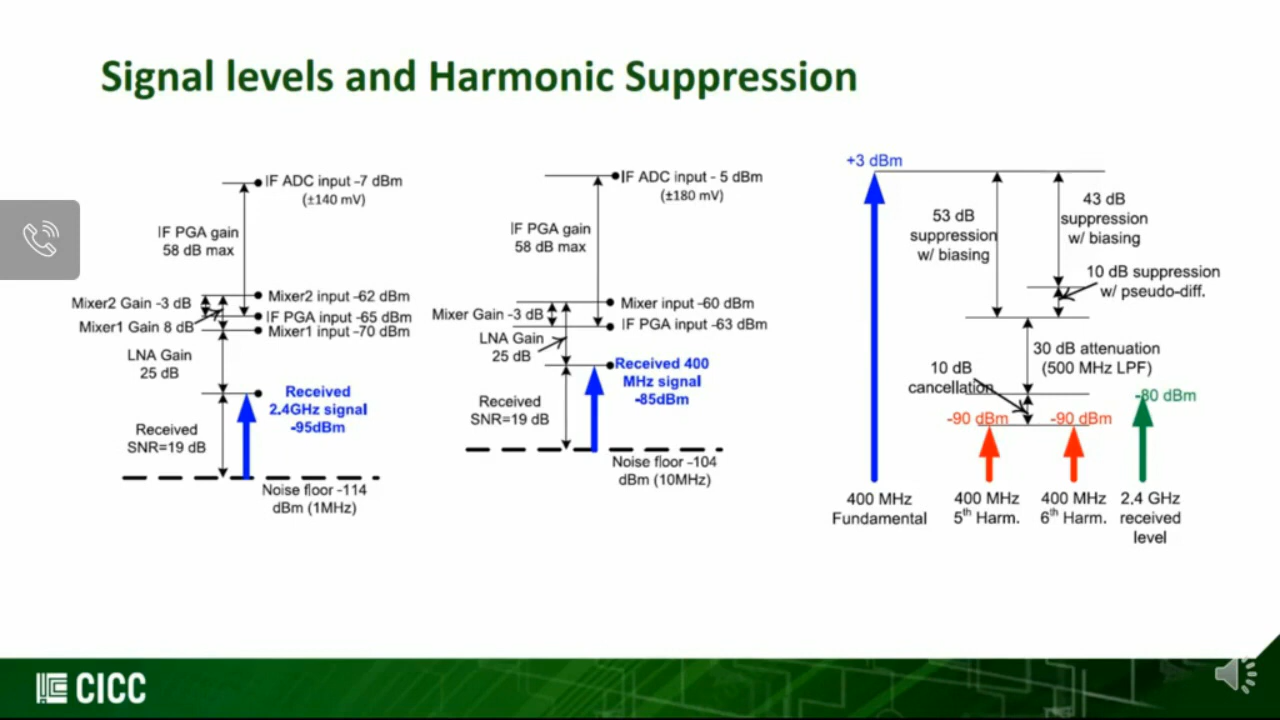 Signal levels and Harmonic Suppression
IF ADC input -7 dBm
(±140 mV)
IF PGA gain
58 dB max
Mixer2 Gain -3 dB
Mixer2 input -62 dBm
Mixer1 Gain 8 dB
IF PGA input -65 dBm
Mixer1 input -70 dBm
LNA Gain
25 dB
Received
2.4GHz signal
-95dBm
Received
SNR=19 dB
Noise floor -114
dBm (1MHz)
IF ADC input - 5 dBm
(±180 mV)
IF PGA gain
58 dB max
Mixer input -60 dBm
Mixer Gain -3 dB
IF PGA input -63 dBm
LNA Gain
25 dB
Received 400
MHz signal
-85dBm
Received
SNR=19 dB
Noise floor -104
dBm (10MHz)
+3 dBm
53 dB
suppression
w/ biasing
43 dB
suppression
w/ biasing
10 dB suppression
w/ pseudo-diff.
30 dB attenuation
(500 MHz LPF)
10 dB
cancellation
-90 dBm
-90 dBm
-80 dBm
400 MHz
Fundamental
400 MHz
5th Harm.
400 MHz
6th Harm.
2.4 GHz
received
level
CICC